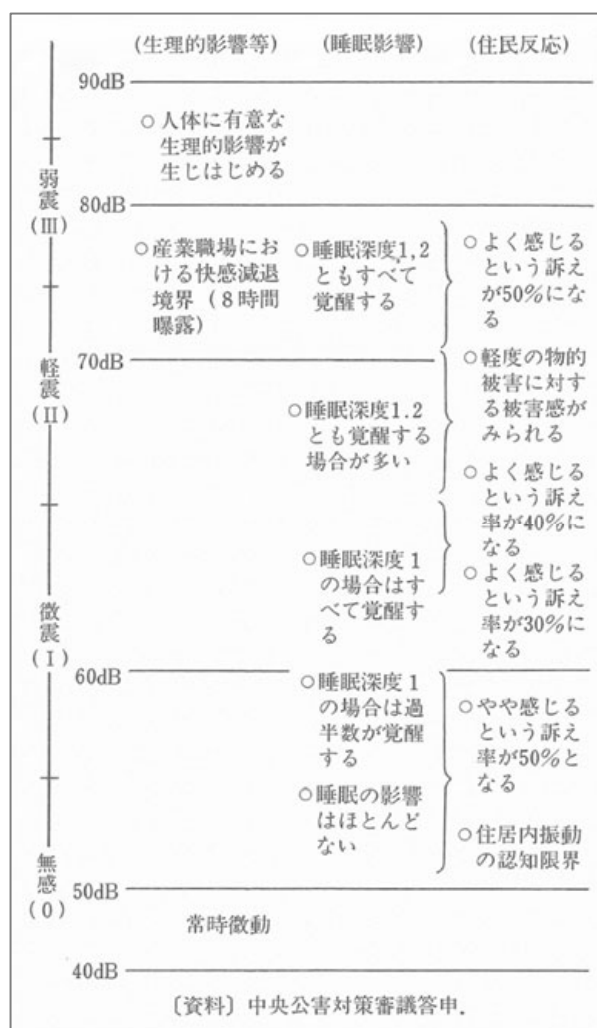 (生理的影響等)
(睡眠影響)
(住民反応)
90dB
○人体に有意な
生理的影響が
生じはじめる
弱震
(III)
80dB
○産業職場にお
ける快感減退
境界(8時間
曝露)
○睡眠深度1,2
ともすべて
覚醒する
○よく感じる
という訴え
が50%にな
る
70dB
軽震
(II)
○睡眠深度1.2
とも覚醒する
場合が多い
○軽度の物的
被害に対す
る被害感が
みられる
○よく感じる
という訴え
率が40%に
なる
○睡眠深度1
の場合はす
べて覚醒す
る
○よく感じる
という訴え
率が30%に
なる
微震
(I)
60dB
○睡眠深度1
の場合は過
半数が覚醒
する
○やや感じる
という訴え
率が50%と
なる
○睡眠の影響
はほとんど
ない
○住居内振動
の認知限界
無感
(0)
50dB
常時微動
40dB
〔資料〕中央公害対策審議答申.